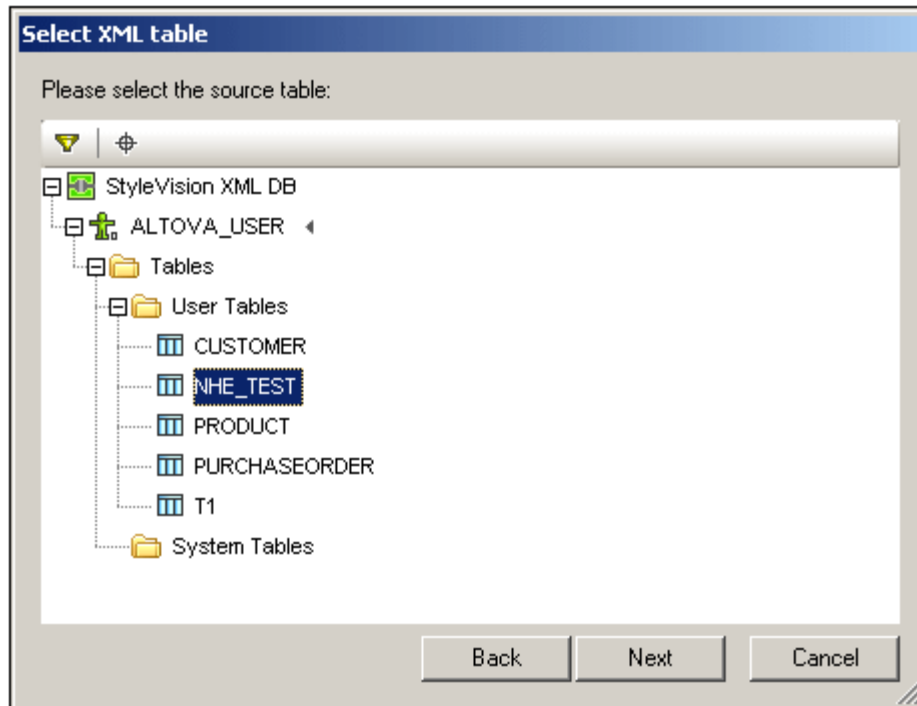 Select XML table
Please select the source table:
StyleVision XML DB
ALTOVA_USER
Tables
User Tables
CUSTOMER
NHE_TEST
PRODUCT
PURCHASEORDER
T1
System Tables
Back Next Cancel